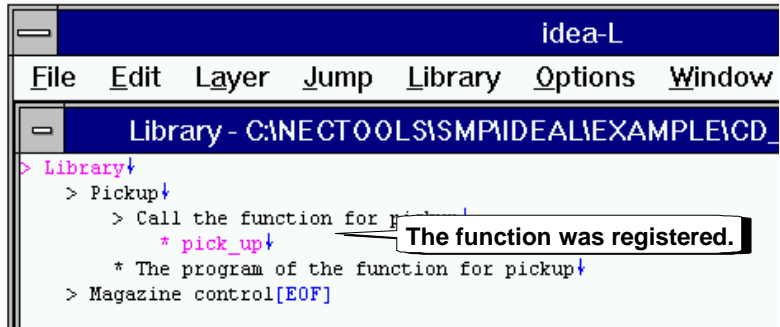 idea-L
File Edit Layer Jump Library Options Window
Library - C:\NECTOOLS\SMP\IDEAL\EXAMPLE\CD_
> Library↓
> Pickup↓
> Call the function for pickup↓
* pick_up↓
The function was registered.
* The program of the function for pickup↓
> Magazine control[EOF]